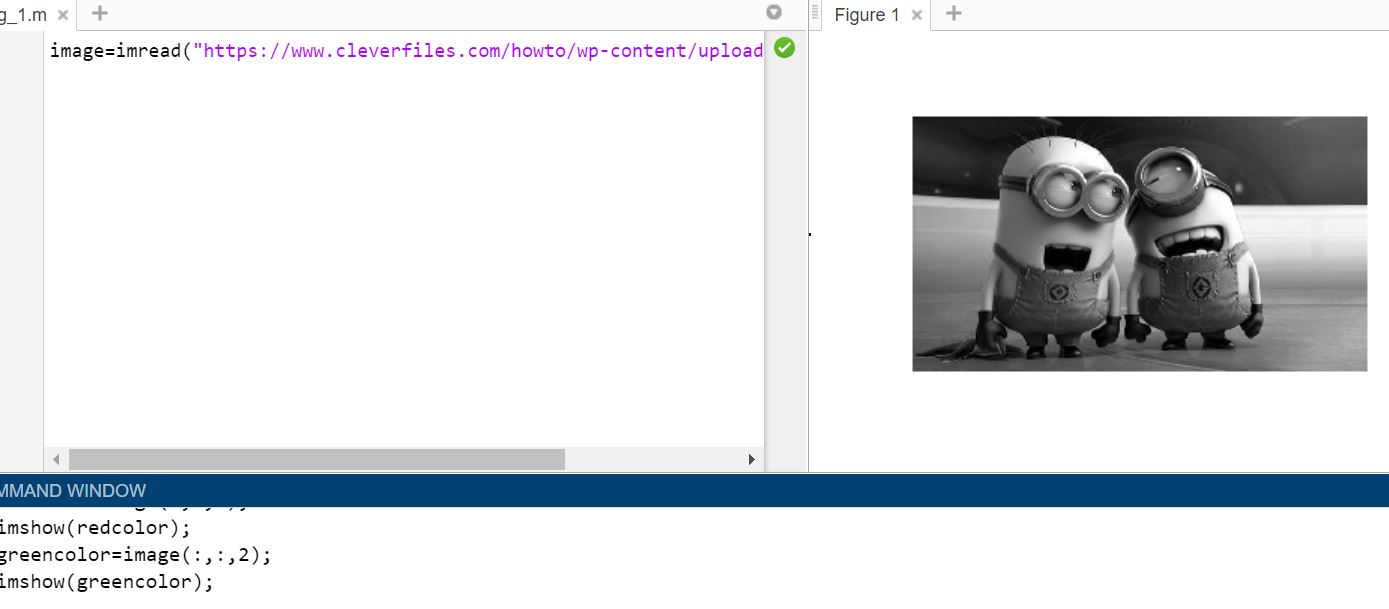 g_1.m
Figure 1
image=imread("https://www.cleverfiles.com/howto/wp-content/upload
MMAND WINDOW
imshow(redcolor);
greencolor=image(:,:,2);
imshow(greencolor);